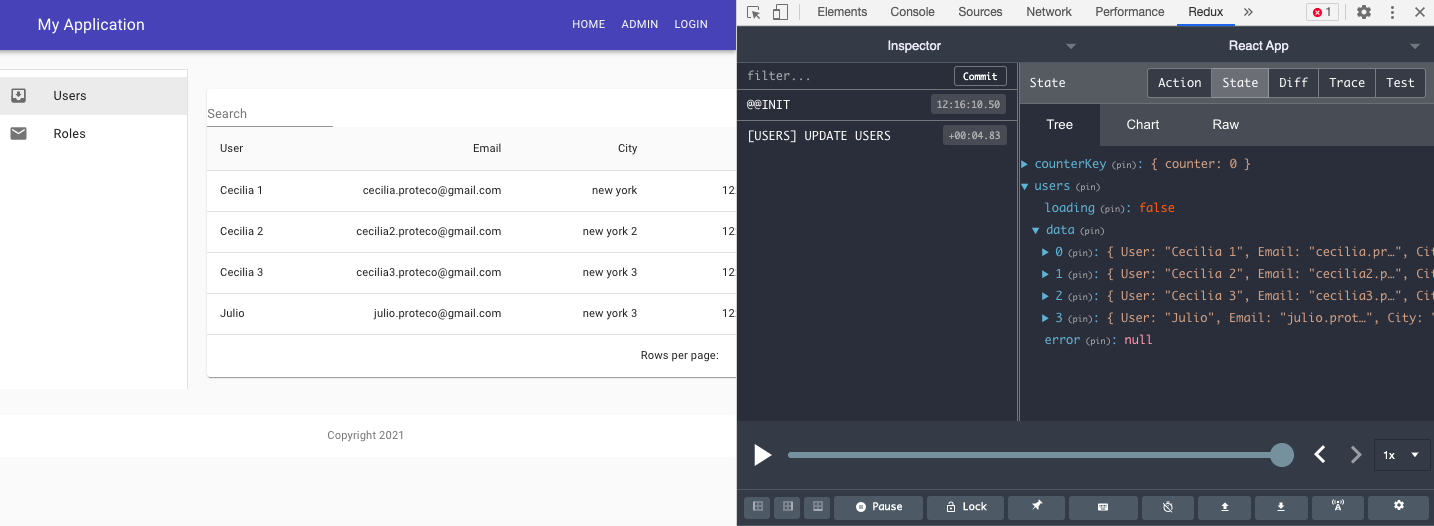 My Application
HOME ADMIN LOGIN
Users
Roles
Search
User Email City
Cecilia 1 cecilia.proteco@gmail.com new york 12
Cecilia 2 cecilia2.proteco@gmail.com new york 2 12
Cecilia 3 cecilia3.proteco@gmail.com new york 3 12
Julio julio.proteco@gmail.com new york 3 12
Rows per page:
Copyright 2021
Elements Console Sources Network Performance Redux » 1
Inspector React App
filter... Commit
@@INIT 12:16:10.50
[USERS] UPDATE USERS +00:04.83
State Action State Diff Trace Test
Tree Chart Raw
counterKey (pin): { counter: 0 }
users (pin)
loading (pin): false
data (pin)
0 (pin): { User: "Cecilia 1", Email: "cecilia.pr…", Cit
1 (pin): { User: "Cecilia 2", Email: "cecilia2.p…", Cit
2 (pin): { User: "Cecilia 3", Email: "cecilia3.p…", Cit
3 (pin): { User: "Julio", Email: "julio.prot…", City: "
error (pin): null
1x
Pause Lock